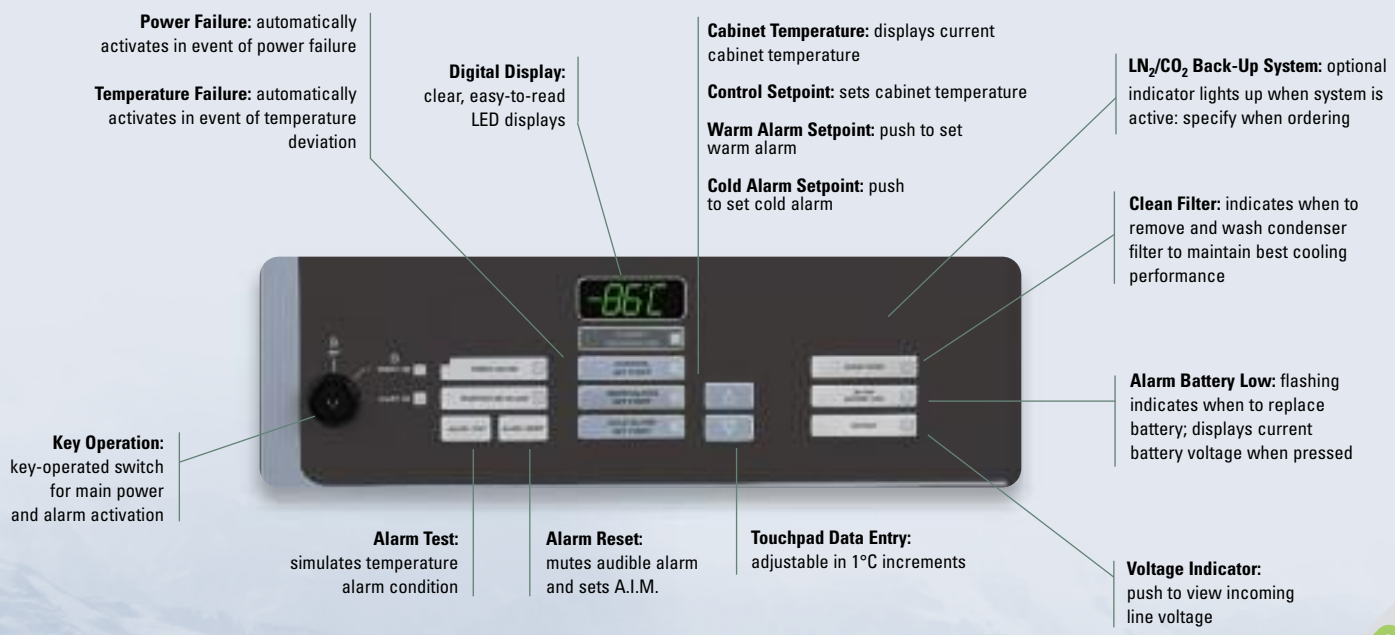 Power Failure: automatically
activates in event of power failure
Temperature Failure: automatically
activates in event of temperature
deviation
Digital Display:
clear, easy-to-read
LED displays
Cabinet Temperature: displays current
cabinet temperature
Control Setpoint: sets cabinet temperature
Warm Alarm Setpoint: push to set
warm alarm
Cold Alarm Setpoint: push
to set cold alarm
LN₂/CO₂ Back-Up System: optional
indicator lights up when system is
active: specify when ordering
Clean Filter: indicates when to
remove and wash condenser
filter to maintain best cooling
performance
Alarm Battery Low: flashing
indicates when to replace
battery; displays current
battery voltage when pressed
Voltage Indicator:
push to view incoming
line voltage
-86°C
Key Operation:
key-operated switch
for main power
and alarm activation
Alarm Test:
simulates temperature
alarm condition
Alarm Reset:
mutes audible alarm
and sets A.I.M.
Touchpad Data Entry:
adjustable in 1°C increments